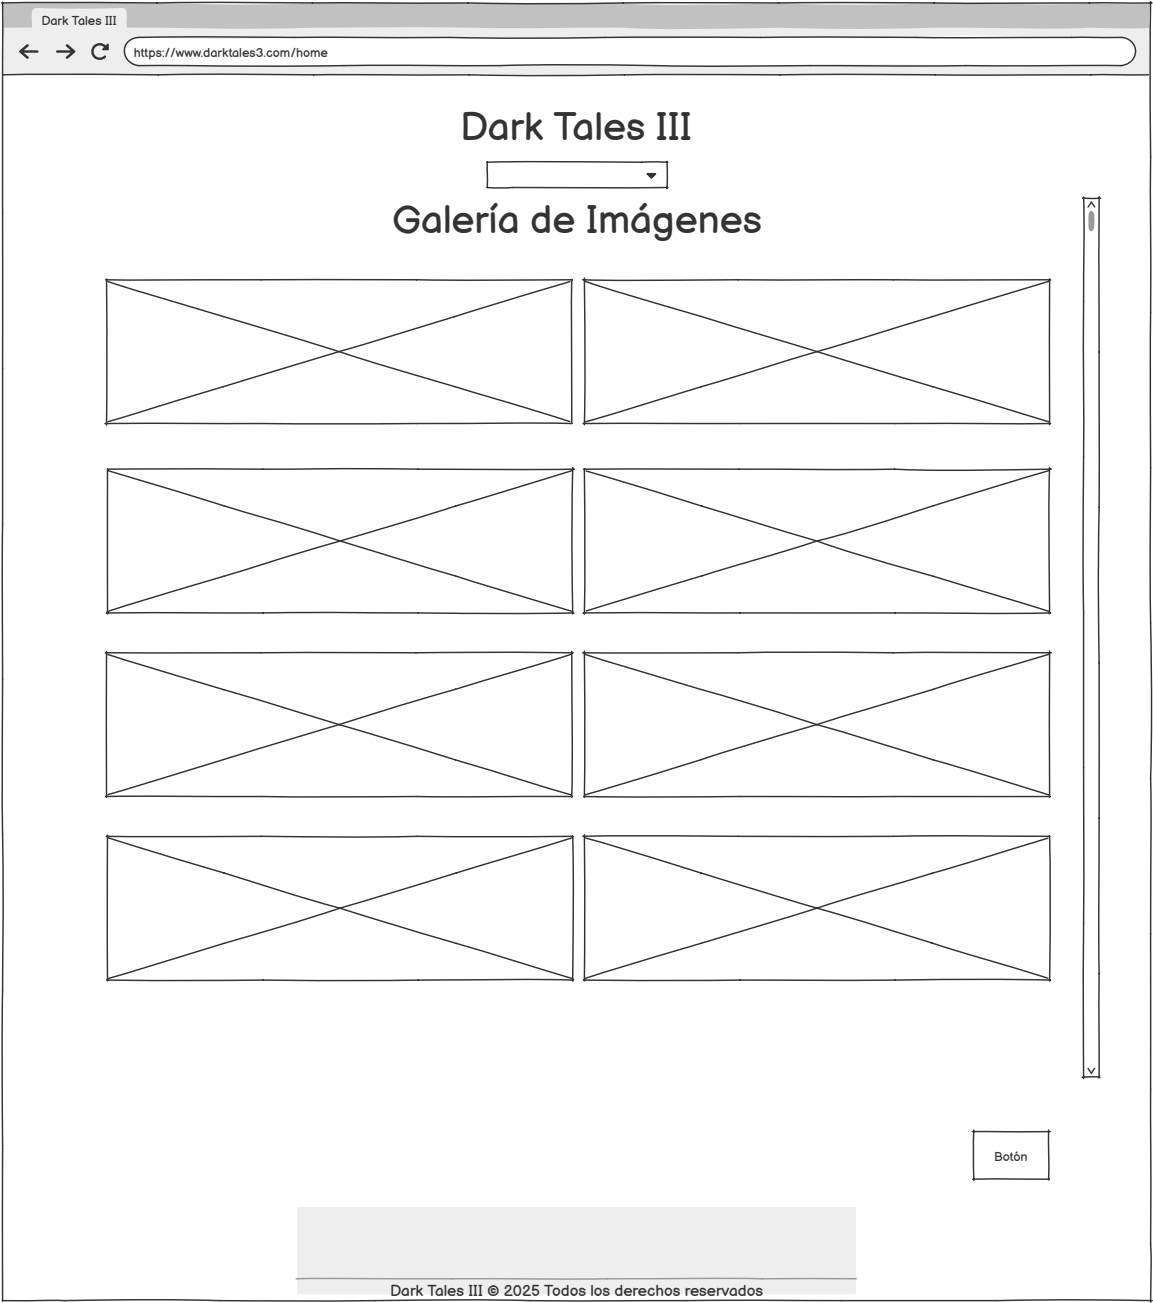 Dark Tales III
https://www.darktales3.com/home
Dark Tales III
Galería de Imágenes
Botón
Dark Tales III © 2025 Todos los derechos reservados